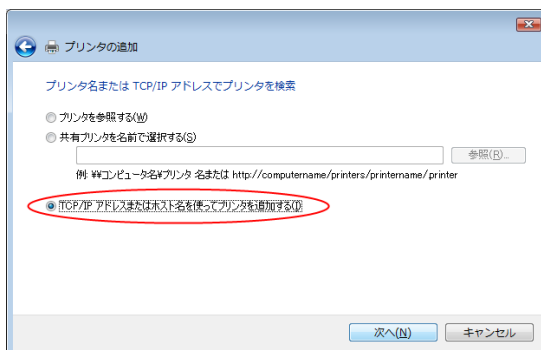 プリンタの追加
プリンタ名または TCP/IP アドレスでプリンタを検索
プリンタを参照する(W)
共有プリンタを名前で選択する(S)
参照(R)...
例: ¥¥コンピュータ名¥プリンタ 名または http://computername/printers/printername/printer
TCP/IP アドレスまたはホスト名を使ってプリンタを追加する(I)
次へ(N)
キャンセル